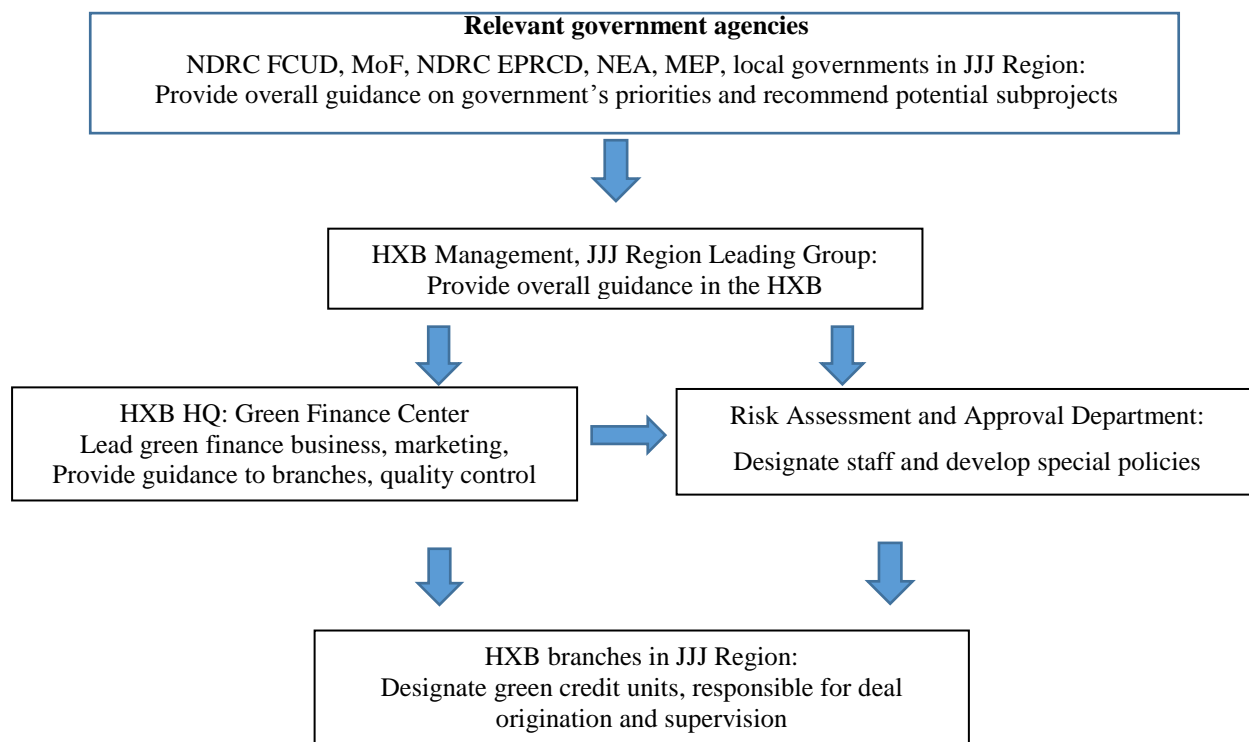 Relevant government agencies
NDRC FCUD, MoF, NDRC EPRCD, NEA, MEP, local governments in JJJ Region:
Provide overall guidance on government’s priorities and recommend potential subprojects
HXB Management, JJJ Region Leading Group:
Provide overall guidance in the HXB
HXB HQ: Green Finance Center
Lead green finance business, marketing,
Provide guidance to branches, quality control
Risk Assessment and Approval Department:
Designate staff and develop special policies
HXB branches in JJJ Region:
Designate green credit units, responsible for deal
origination and supervision